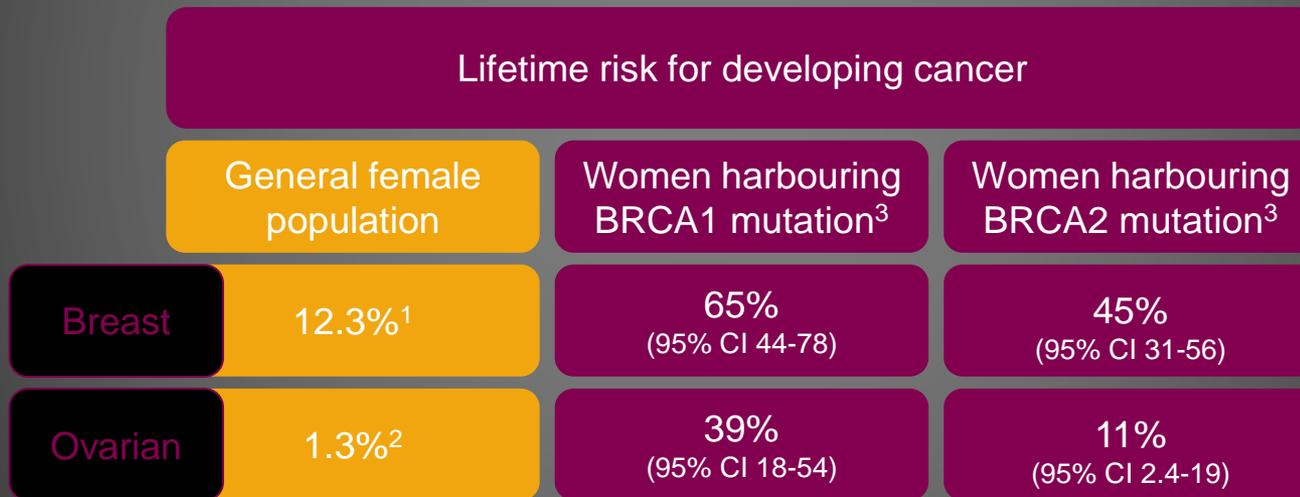 Lifetime risk for developing cancer
General female
population
Women harbouring
BRCA1 mutation³
Women harbouring
BRCA2 mutation³
Breast
12.3%¹
65%
(95% CI 44-78)
45%
(95% CI 31-56)
Ovarian
1.3%²
39%
(95% CI 18-54)
11%
(95% CI 2.4-19)